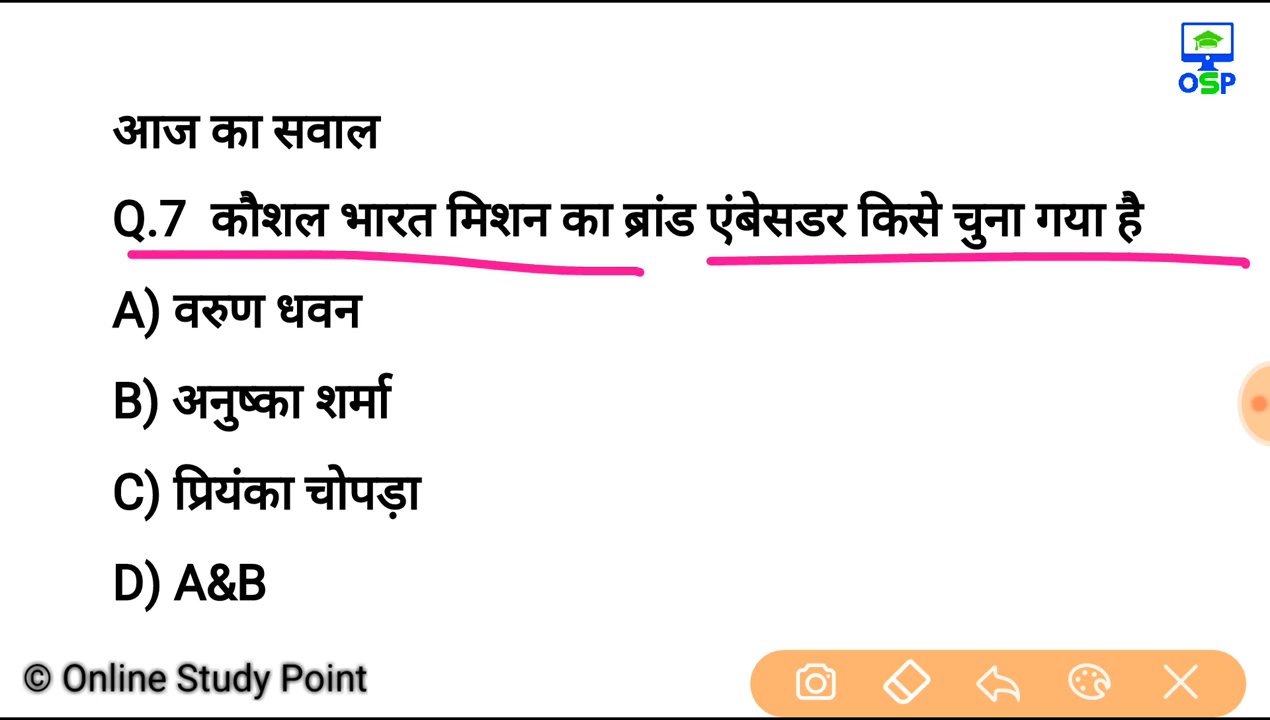 OSP
आज का सवाल
Q.7 कौशल भारत मिशन का ब्रांड एंबेसडर किसे चुना गया है
A) वरुण धवन
B) अनुष्का शर्मा
C) प्रियंका चोपड़ा
D) A&B
© Online Study Point